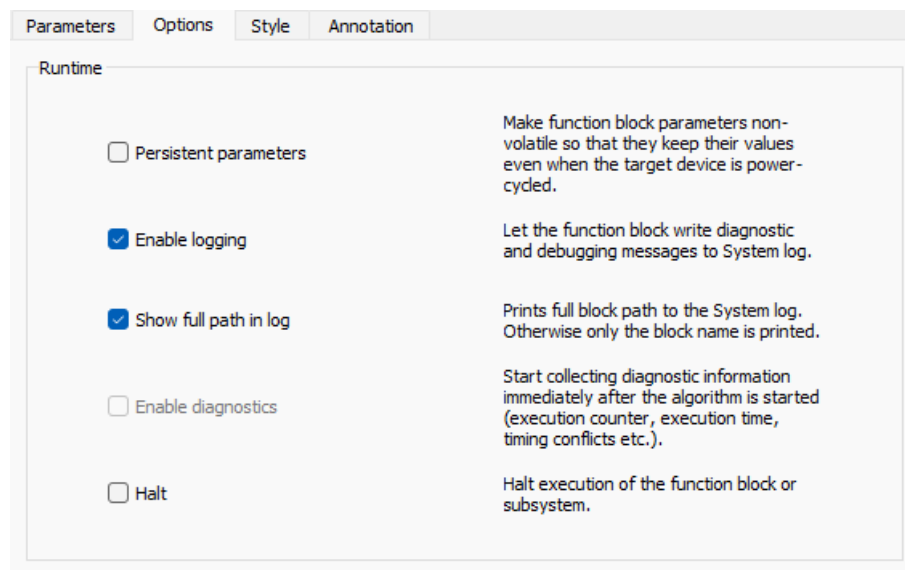 Parameters Options Style Annotation
Runtime
Persistent parameters
Make function block parameters non-
volatile so that they keep their values
even when the target device is power-
cycled.
Enable logging
Let the function block write diagnostic
and debugging messages to System log.
Show full path in log
Prints full block path to the System log.
Otherwise only the block name is printed.
Enable diagnostics
Start collecting diagnostic information
immediately after the algorithm is started
(execution counter, execution time,
timing conflicts etc.).
Halt
Halt execution of the function block or
subsystem.